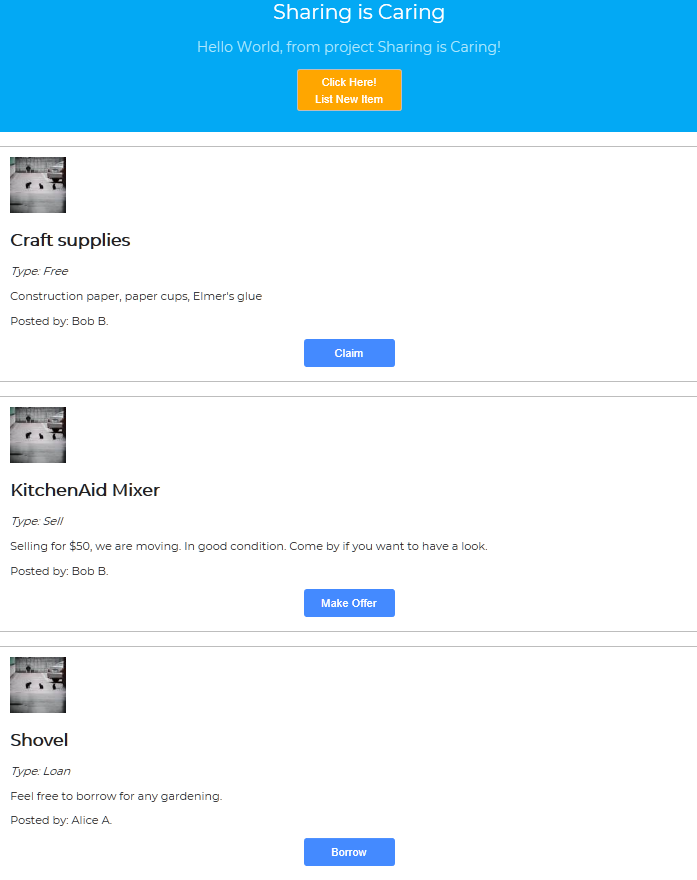 Sharing is Caring
Hello World, from project Sharing is Caring!
Click Here!
List New Item
Craft supplies
Type: Free
Construction paper, paper cups, Elmer's glue
Posted by: Bob B.
Claim
KitchenAid Mixer
Type: Sell
Selling for $50, we are moving. In good condition. Come by if you want to have a look.
Posted by: Bob B.
Make Offer
Shovel
Type: Loan
Feel free to borrow for any gardening.
Posted by: Alice A.
Borrow